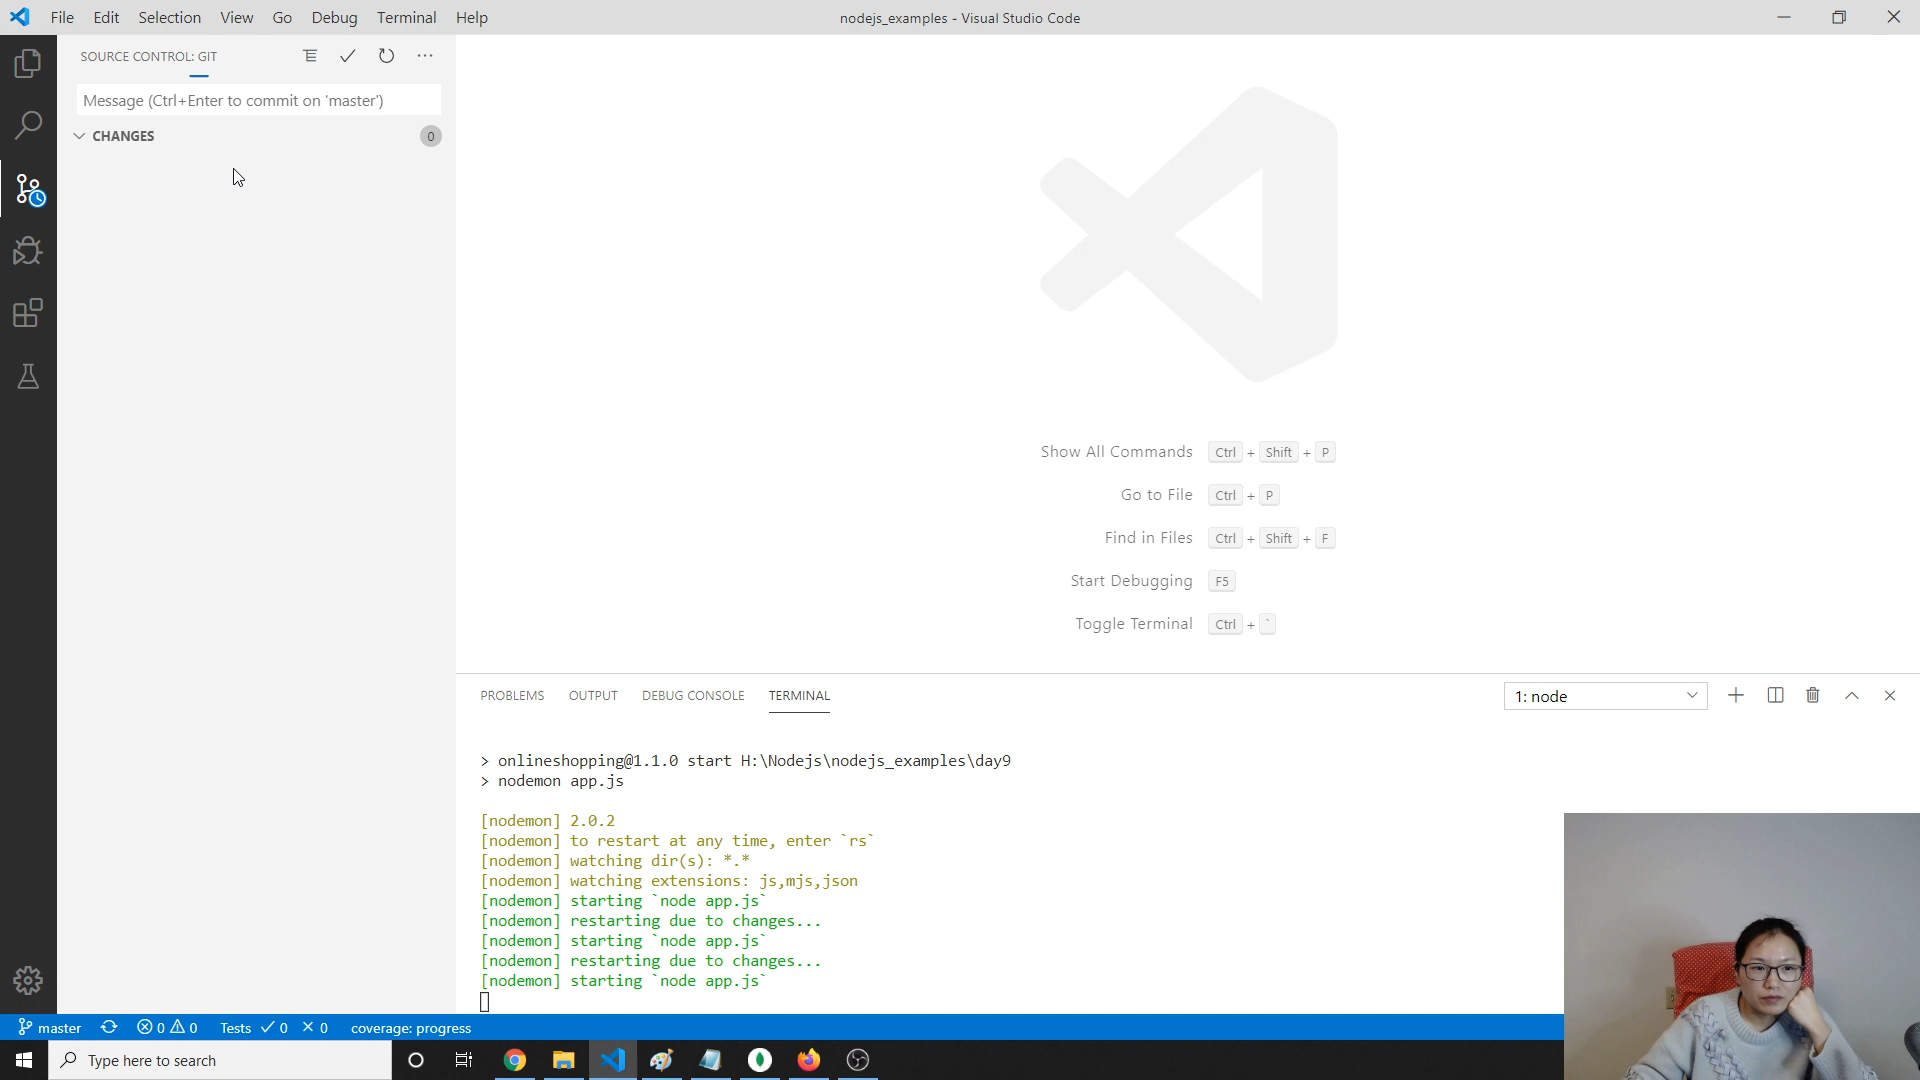 File Edit Selection View Go Debug Terminal Help
nodejs_examples - Visual Studio Code
SOURCE CONTROL: GIT
Message (Ctrl+Enter to commit on 'master')
CHANGES 0
Show All Commands Ctrl + Shift + P
Go to File Ctrl + P
Find in Files Ctrl + Shift + F
Start Debugging F5
Toggle Terminal Ctrl + `
PROBLEMS OUTPUT DEBUG CONSOLE TERMINAL
1: node
> onlineshopping@1.1.0 start H:\Nodejs\nodejs_examples\day9
> nodemon app.js
[nodemon] 2.0.2
[nodemon] to restart at any time, enter `rs`
[nodemon] watching dir(s): *.*
[nodemon] watching extensions: js,mjs,json
[nodemon] starting `node app.js`
[nodemon] restarting due to changes...
[nodemon] starting `node app.js`
[nodemon] restarting due to changes...
[nodemon] starting `node app.js`
master 0 0 Tests 0 0 coverage: progress
Type here to search